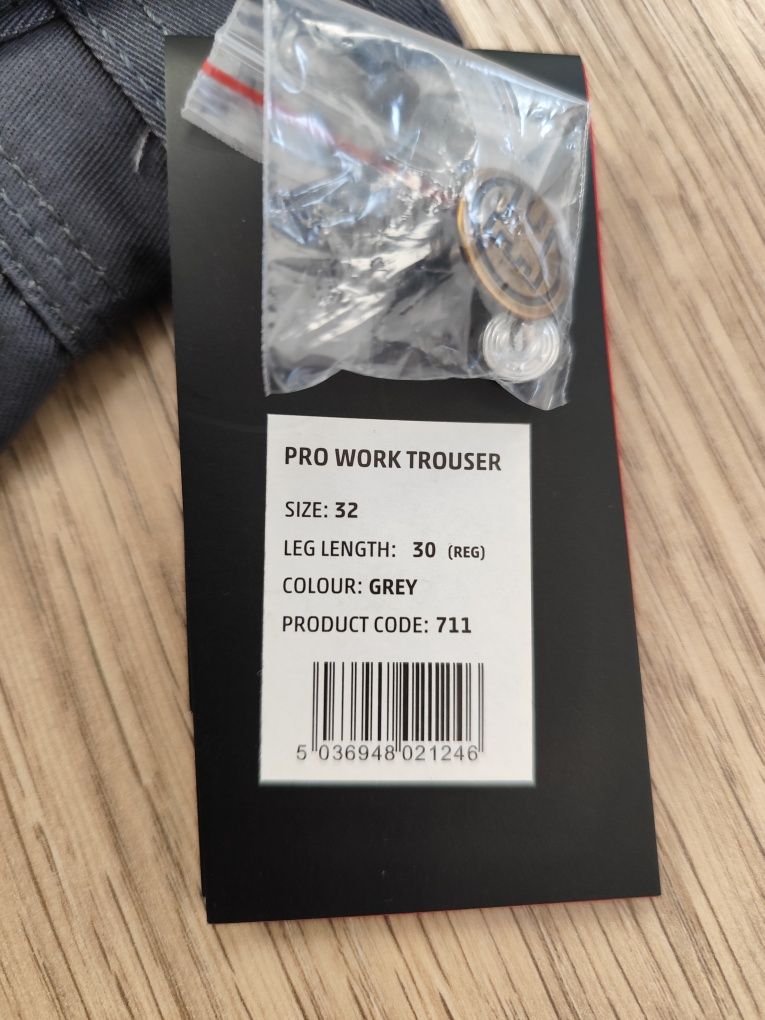 PRO WORK TROUSER
SIZE: 32
LEG LENGTH: 30 (REG)
COLOUR: GREY
PRODUCT CODE: 711
5 036948 021246